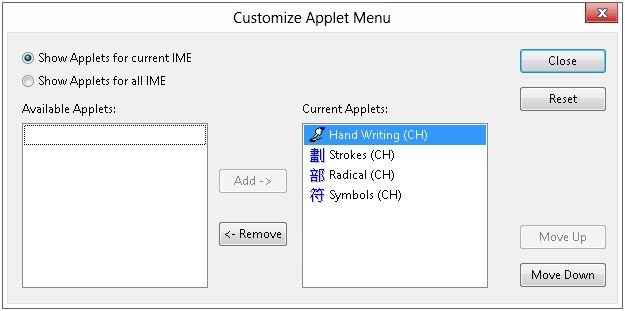 Customize Applet Menu
Show Applets for current IME
Show Applets for all IME
Close
Reset
Available Applets:
Current Applets:
Hand Writing (CH)
劃 Strokes (CH)
部 Radical (CH)
符 Symbols (CH)
Add ->
<- Remove
Move Up
Move Down